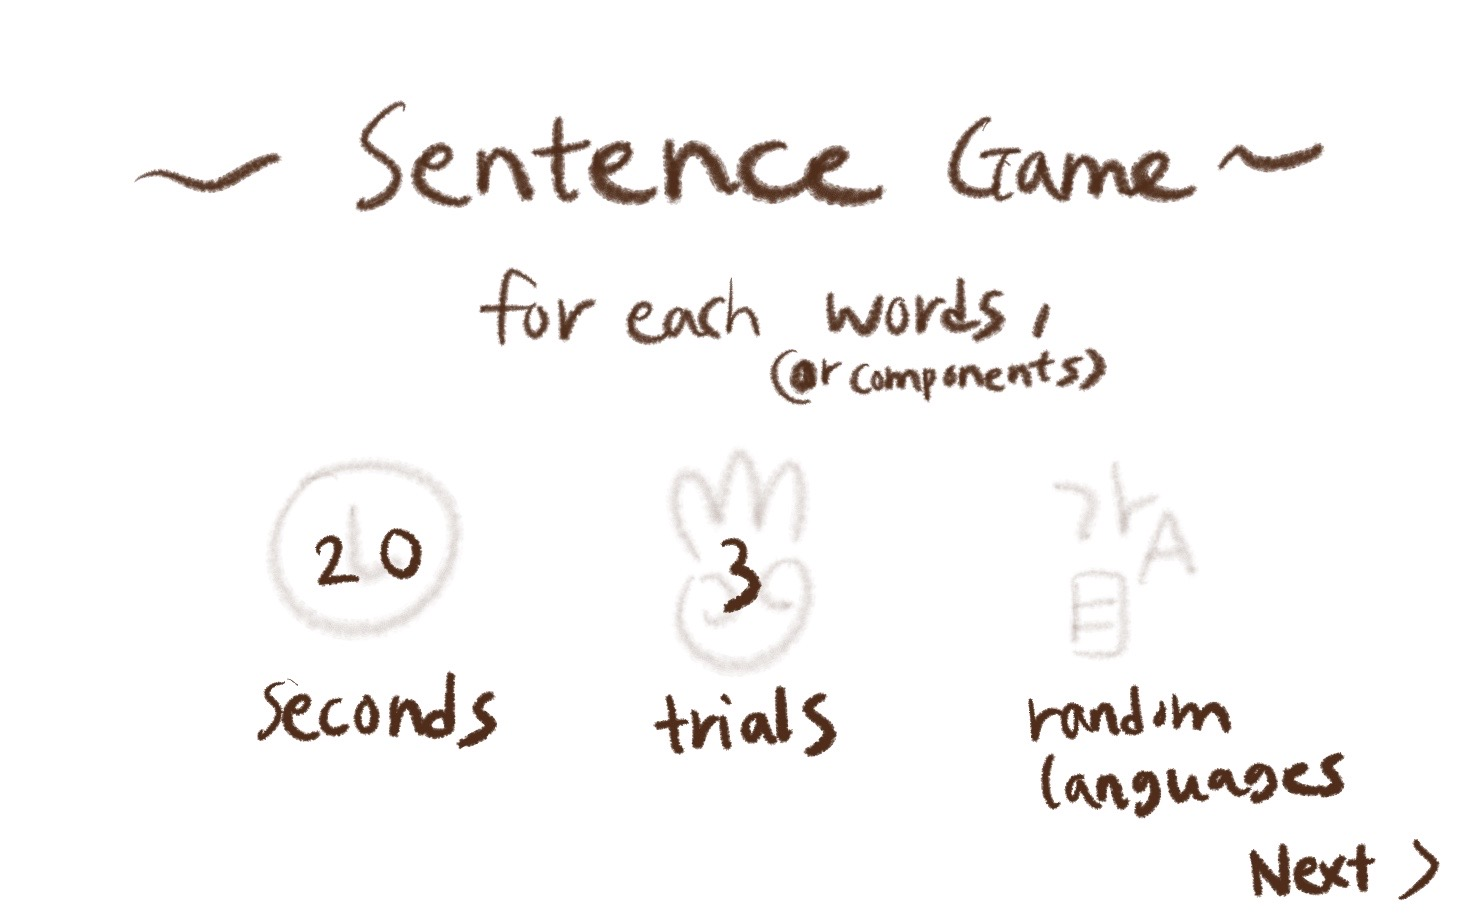 ~ Sentence Game ~
for each words,
(or components)
20
3
가 A
日
seconds
trials
random
languages
Next >